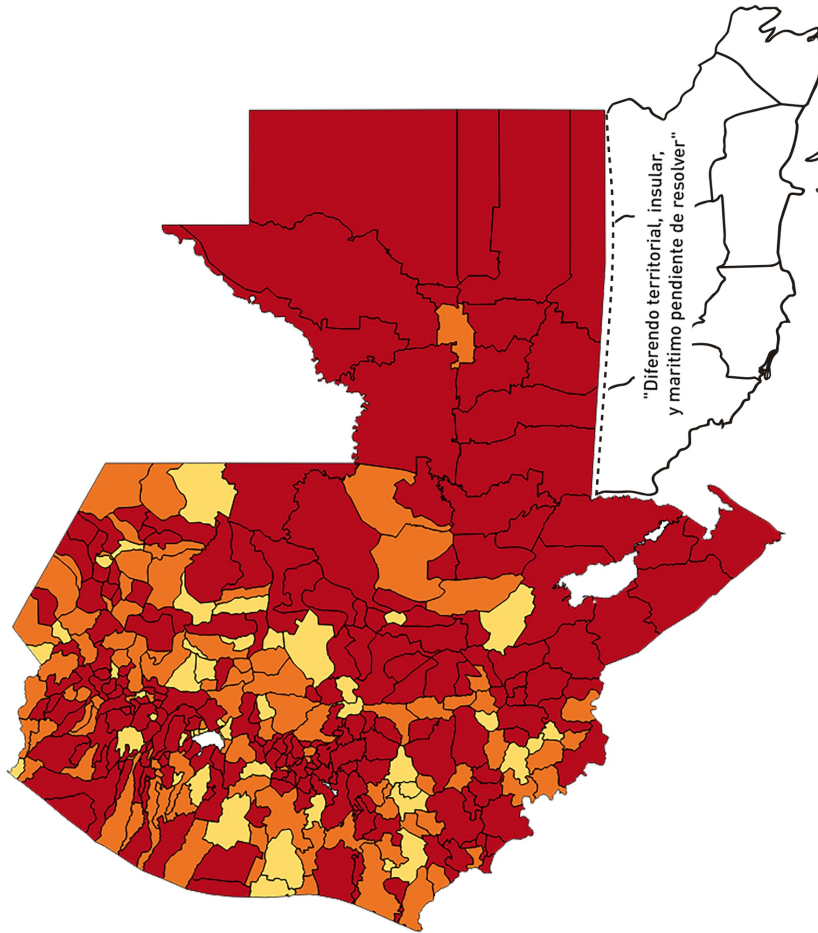 "Diferendo territorial, insular,
y marítimo pendiente de resolver"